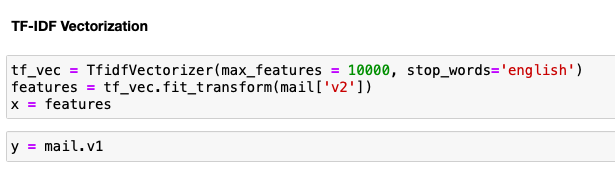 TF-IDF Vectorization
tf_vec = TfidfVectorizer(max_features = 10000, stop_words='english')
features = tf_vec.fit_transform(mail['v2'])
x = features
y = mail.v1